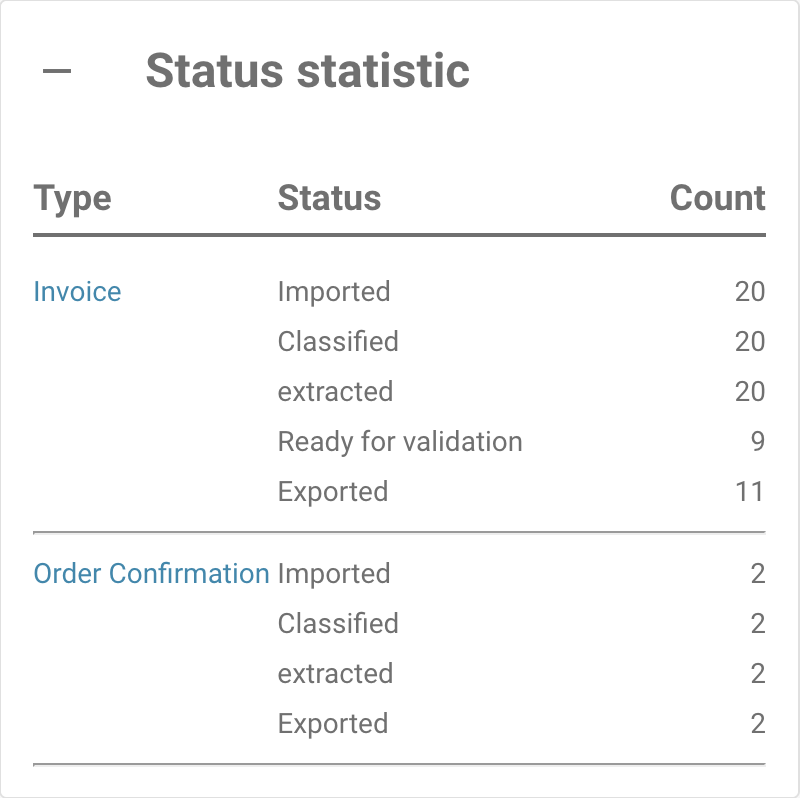 Status statistic
Type Status Count
Invoice Imported 20
Classified 20
extracted 20
Ready for validation 9
Exported 11
Order Confirmation Imported 2
Classified 2
extracted 2
Exported 2